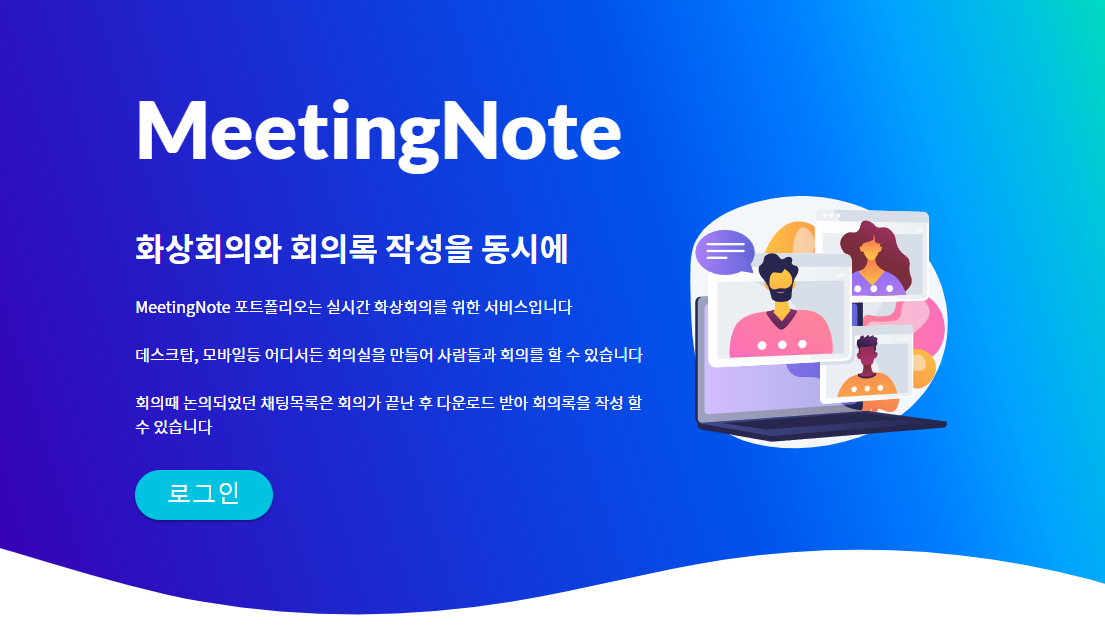 MeetingNote
화상회의와 회의록 작성을 동시에
MeetingNote 포트폴리오는 실시간 화상회의를 위한 서비스입니다
데스크탑, 모바일등 어디서든 회의실을 만들어 사람들과 회의를 할 수 있습니다
회의때 논의되었던 채팅목록은 회의가 끝난 후 다운로드 받아 회의록을 작성 할
수 있습니다
로그인